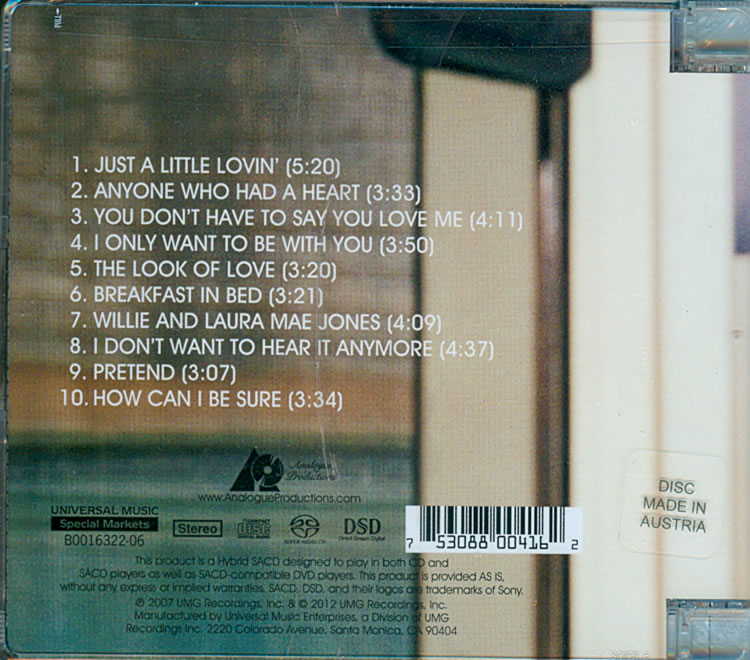 PULL
1. JUST A LITTLE LOVIN' (5:20)
2. ANYONE WHO HAD A HEART (3:33)
3. YOU DON'T HAVE TO SAY YOU LOVE ME (4:11)
4. I ONLY WANT TO BE WITH YOU (3:50)
5. THE LOOK OF LOVE (3:20)
6. BREAKFAST IN BED (3:21)
7. WILLIE AND LAURA MAE JONES (4:09)
8. I DON'T WANT TO HEAR IT ANYMORE (4:37)
9. PRETEND (3:07)
10. HOW CAN I BE SURE (3:34)
Analogue
Productions
www.AnalogueProductions.com
UNIVERSAL MUSIC
Special Markets
B0016322-06
Stereo
disc
DIGITAL AUDIO
SUPER AUDIO CD
DSD
Direct Stream Digital
7 53088 00416 2
DISC
MADE IN
AUSTRIA
This product is a Hybrid SACD designed to play in both CD and
SACD players as well as SACD-compatible DVD players. This product is provided AS IS,
without any express or implied warranties. SACD, DSD, and their logos are trademarks of Sony.
℗ 2007 UMG Recordings, Inc. & © 2012 UMG Recordings, Inc.
Manufactured by Universal Music Enterprises, a Division of UMG
Recordings Inc. 2220 Colorado Avenue, Santa Monica, CA 90404